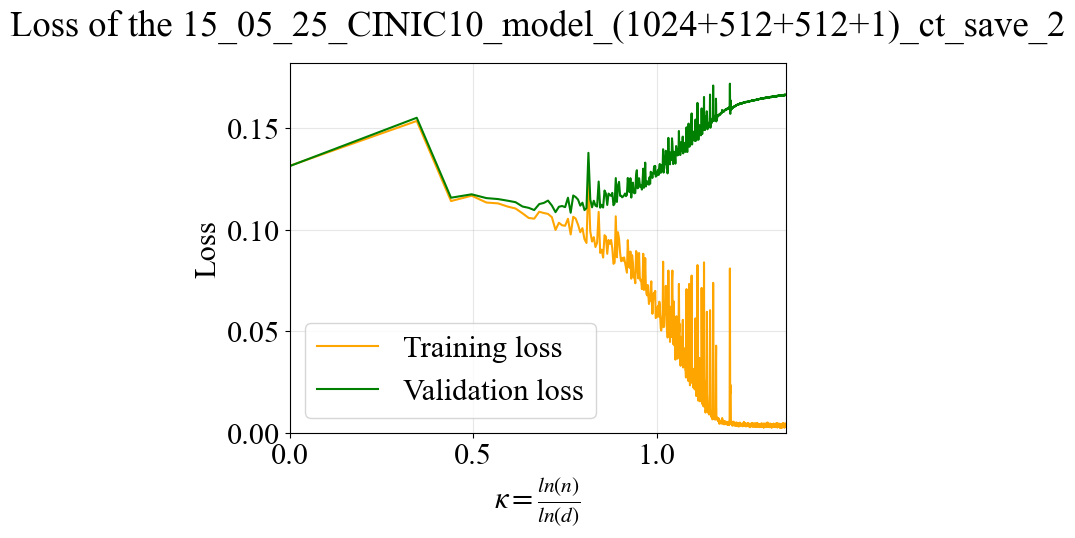 Loss of the 15_05_25_CINIC10_model_(1024+512+512+1)_ct_save_2
Loss
0.15
0.10
0.05
0.00
Training loss
Validation loss
0.0 0.5 1.0
κ = ln(n)/ln(d)